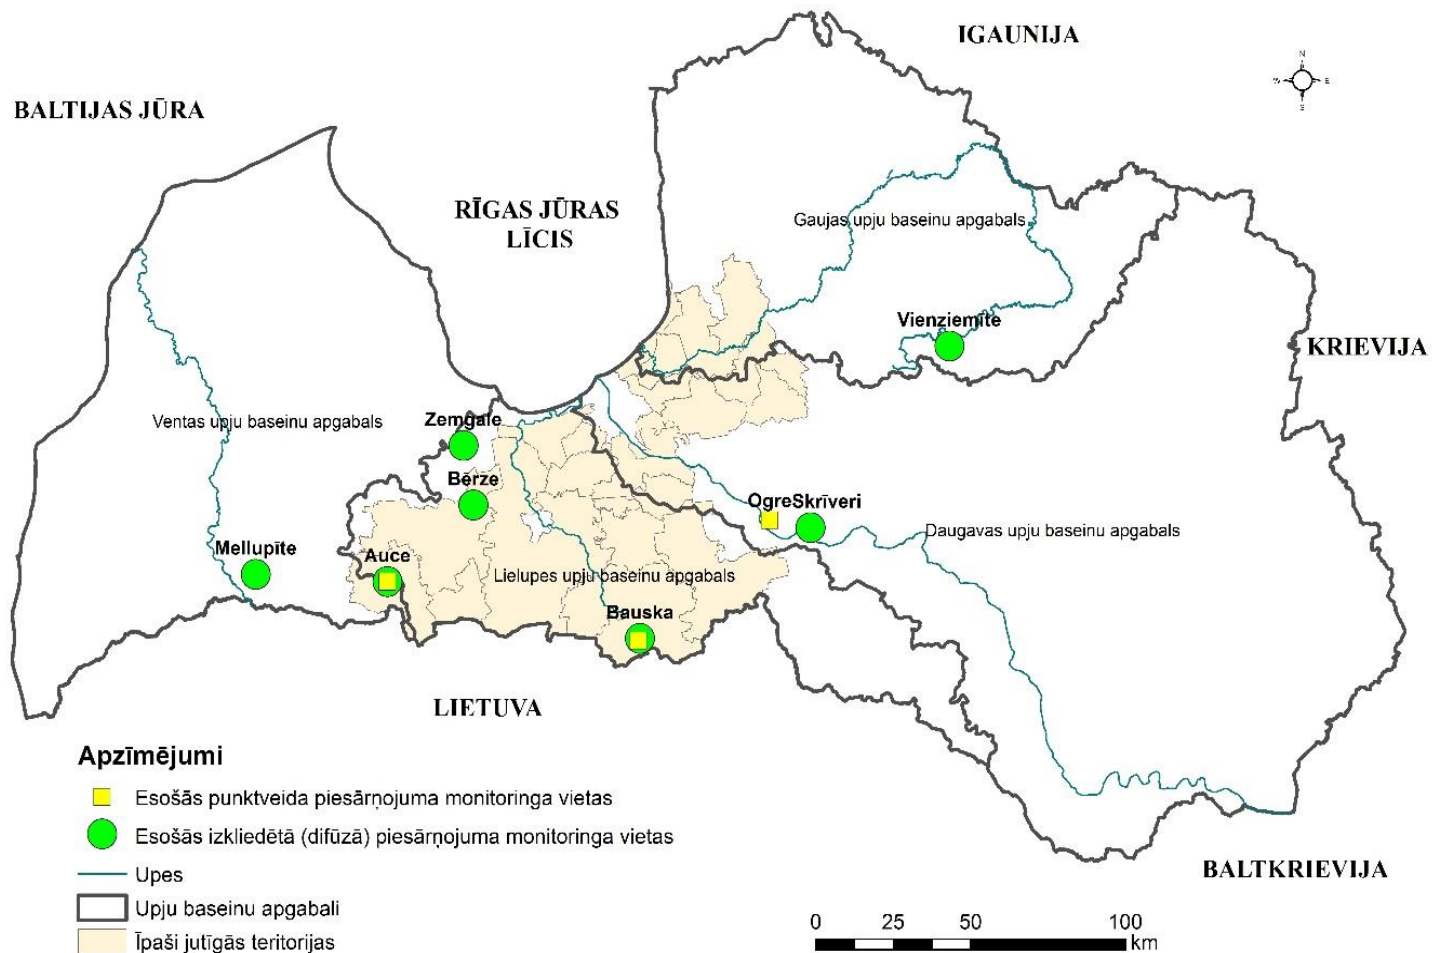 IGAUNIJA
N
W E
S
BALTIJAS JŪRA
RĪGAS JŪRAS
LĪCIS
Gaujas upju baseinu apgabals
Vienziemīte
KRIEVIJA
Ventas upju baseinu apgabals
Zemgale
Bērze
OgreSkrīveri
Daugavas upju baseinu apgabals
Mellupīte
Auce
Lielupes upju baseinu apgabals
Bauska
LIETUVA
Apzīmējumi
Esošās punktveida piesārņojuma monitoringa vietas
Esošās izkliedētā (difūzā) piesārņojuma monitoringa vietas
Upes
Upju baseinu apgabali
Īpaši jutīgās teritorijas
BALTKRIEVIJA
0 25 50 100
km